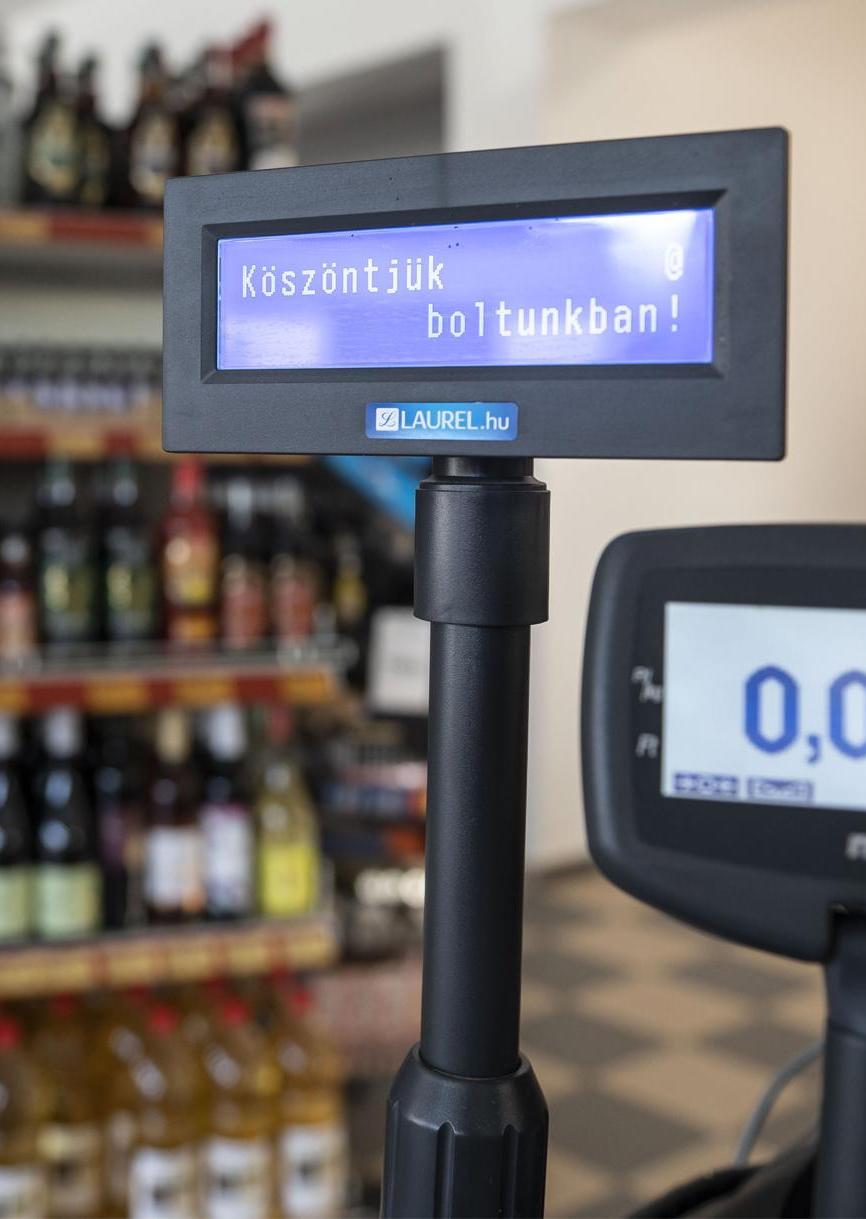 Köszöntjük @
boltunkban!
LAUREL.hu
0,0
Ft